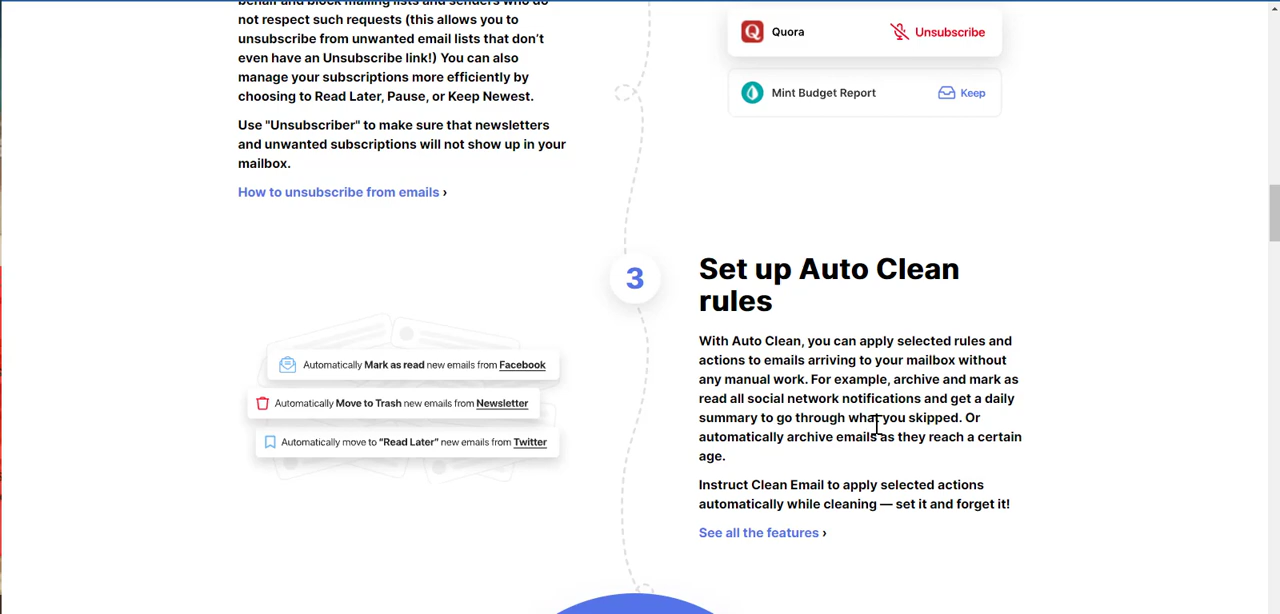 behalf and block mailing lists and senders who do
not respect such requests (this allows you to
unsubscribe from unwanted email lists that don’t
even have an Unsubscribe link!) You can also
manage your subscriptions more efficiently by
choosing to Read Later, Pause, or Keep Newest.
Use "Unsubscriber" to make sure that newsletters
and unwanted subscriptions will not show up in your
mailbox.
How to unsubscribe from emails ›
Quora Unsubscribe
Mint Budget Report Keep
3
Set up Auto Clean
rules
With Auto Clean, you can apply selected rules and
actions to emails arriving to your mailbox without
any manual work. For example, archive and mark as
read all social network notifications and get a daily
summary to go through what you skipped. Or
automatically archive emails as they reach a certain
age.
Instruct Clean Email to apply selected actions
automatically while cleaning — set it and forget it!
See all the features ›
Automatically Mark as read new emails from Facebook
Automatically Move to Trash new emails from Newsletter
Automatically move to "Read Later" new emails from Twitter